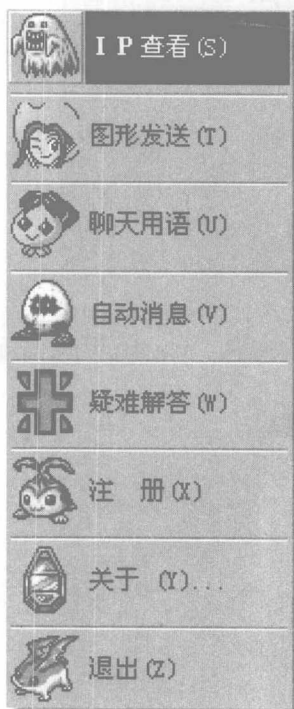 I P 查看(S)
图形发送(T)
聊天用语(U)
自动消息(V)
疑难解答(W)
注 册(X)
关于 (Y)...
退出(Z)